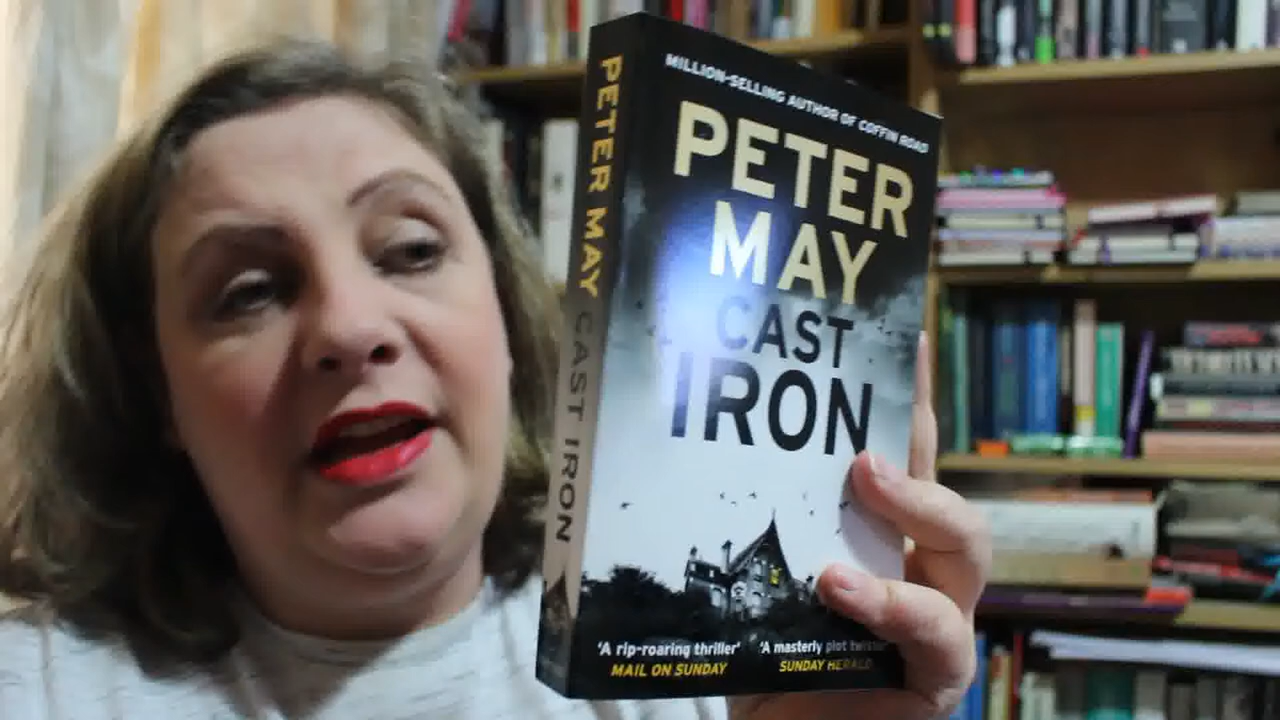 PETER MAY CAST IRON
MILLION-SELLING AUTHOR OF COFFIN ROAD
PETER
MAY
CAST
IRON
'A rip-roaring thriller'
MAIL ON SUNDAY
'A masterly plot twister'
SUNDAY HERALD